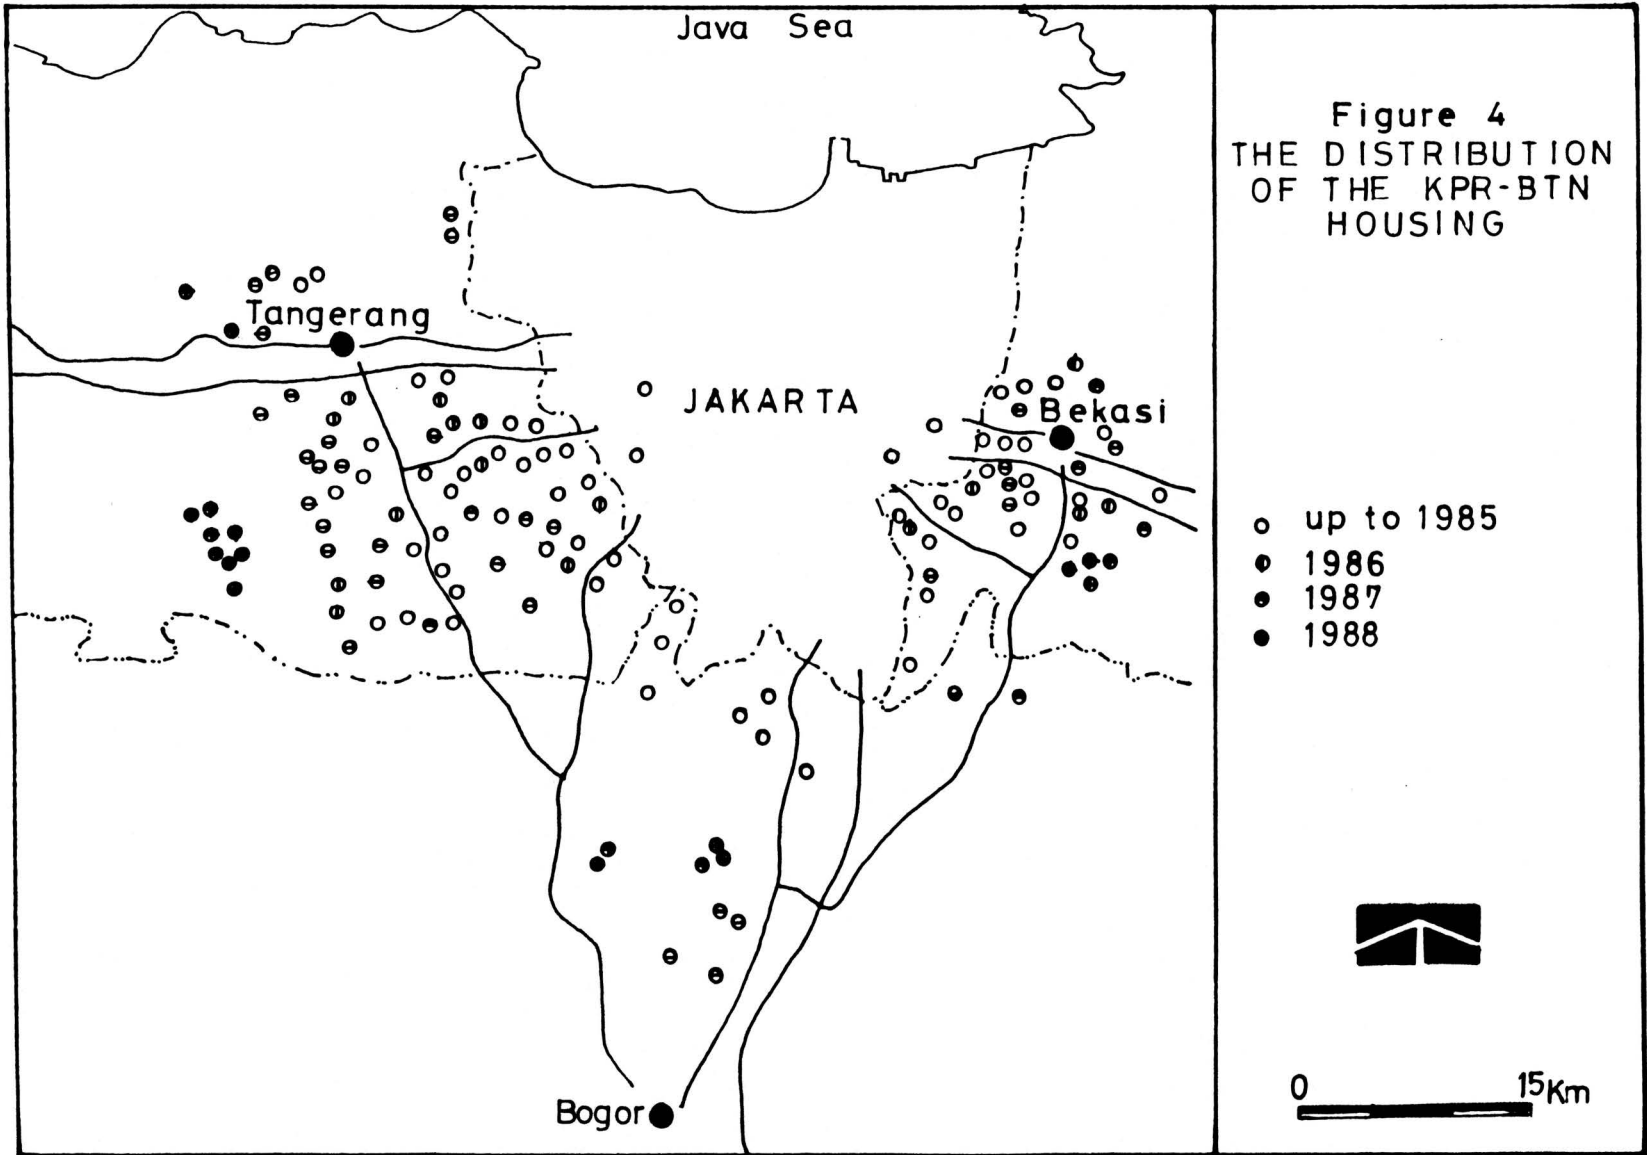 Java Sea
Figure 4
THE DISTRIBUTION
OF THE KPR-BTN
HOUSING
Tangerang
JAKARTA
Bekasi
up to 1985
1986
1987
1988
0 15Km
Bogor